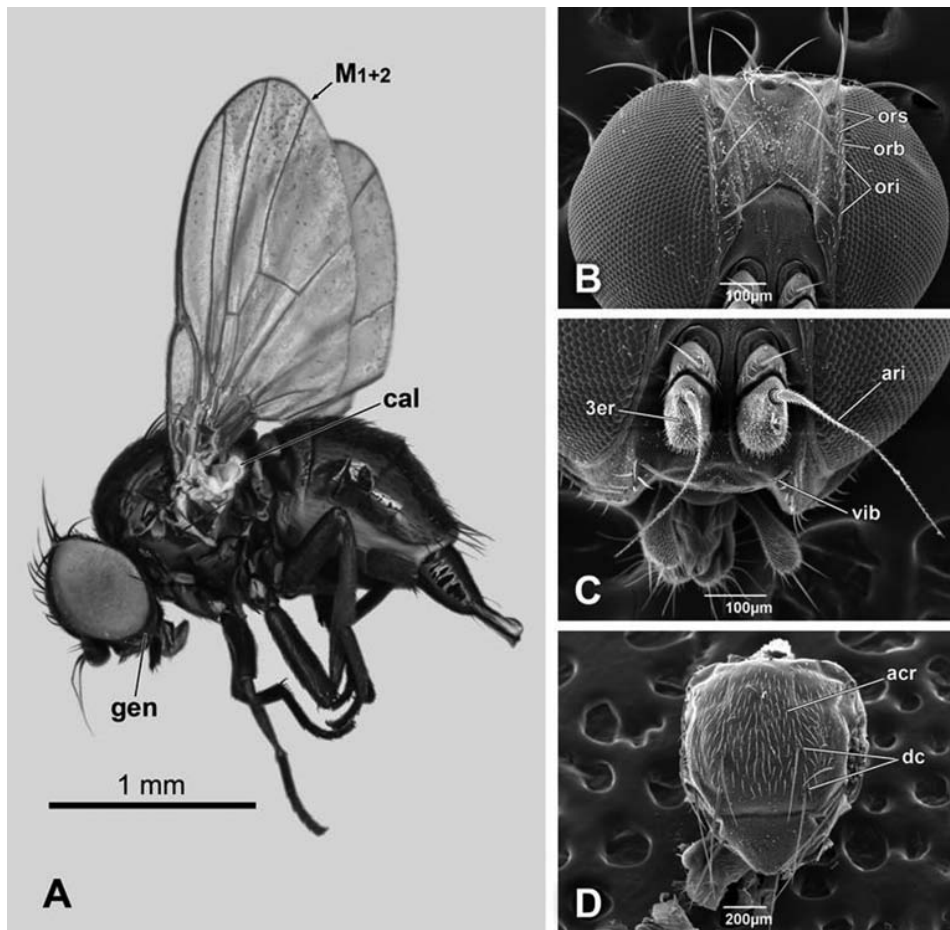 M1+2
cal
gen
1 mm
A
ors
orb
ori
B
100µm
ari
3er
vib
C
100µm
acr
dc
D
200µm